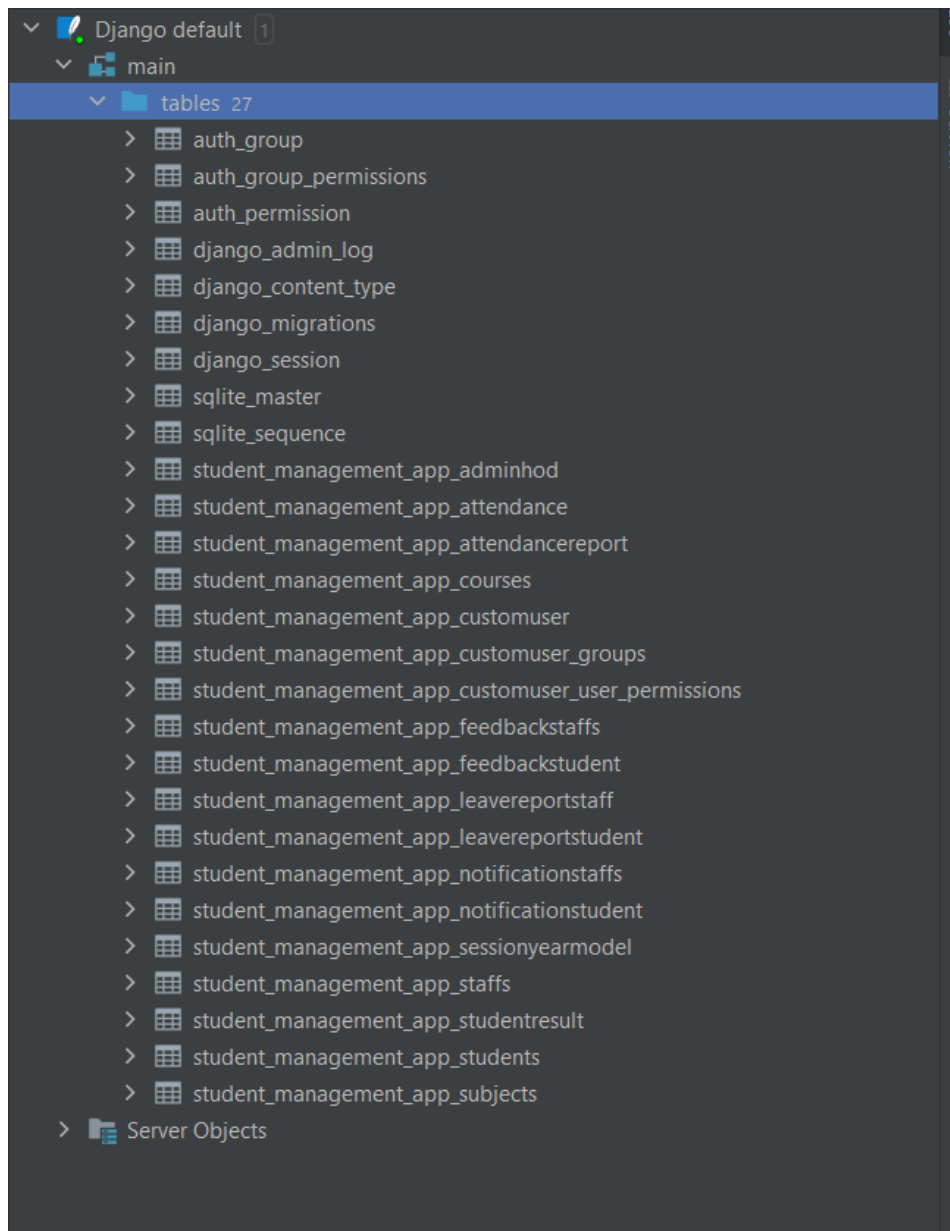 Django default 1
main
tables 27
auth_group
auth_group_permissions
auth_permission
django_admin_log
django_content_type
django_migrations
django_session
sqlite_master
sqlite_sequence
student_management_app_adminhod
student_management_app_attendance
student_management_app_attendancereport
student_management_app_courses
student_management_app_customuser
student_management_app_customuser_groups
student_management_app_customuser_user_permissions
student_management_app_feedbackstaffs
student_management_app_feedbackstudent
student_management_app_leavereportstaff
student_management_app_leavereportstudent
student_management_app_notificationstaffs
student_management_app_notificationstudent
student_management_app_sessionyearmodel
student_management_app_staffs
student_management_app_studentresult
student_management_app_students
student_management_app_subjects
Server Objects